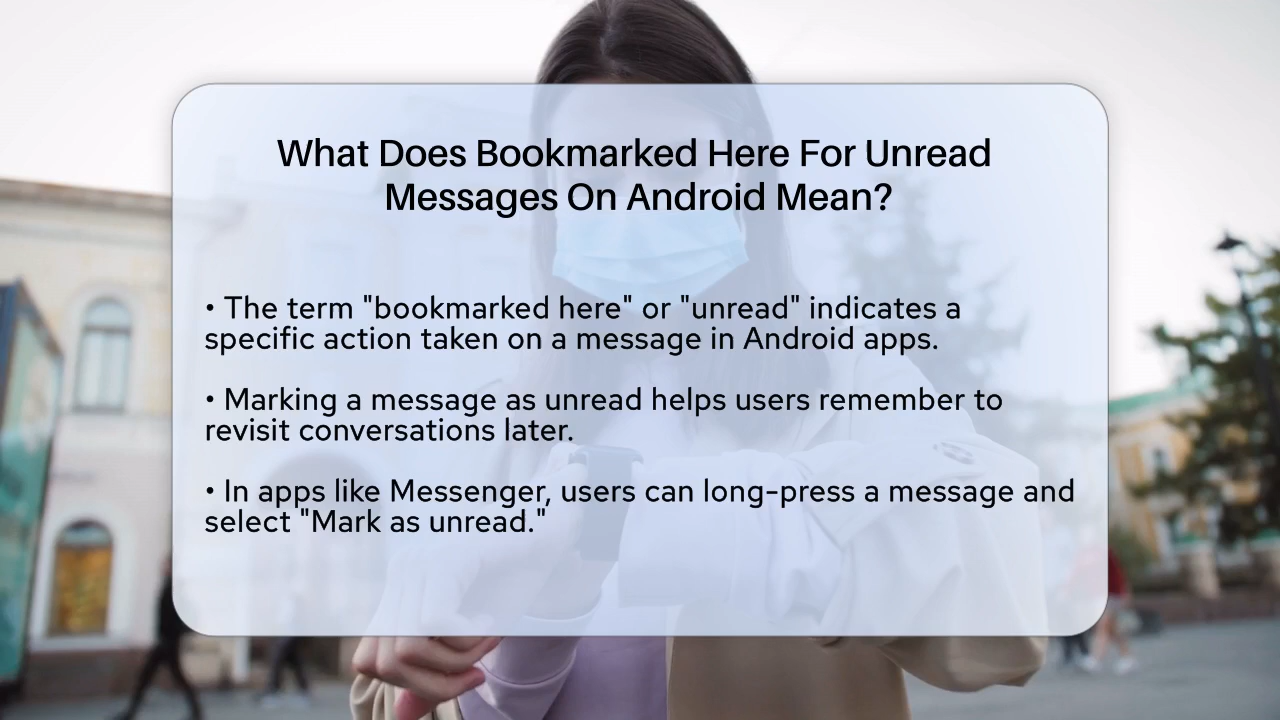 What Does Bookmarked Here For Unread
Messages On Android Mean?
• The term "bookmarked here" or "unread" indicates a
specific action taken on a message in Android apps.
• Marking a message as unread helps users remember to
revisit conversations later.
• In apps like Messenger, users can long-press a message and
select "Mark as unread."